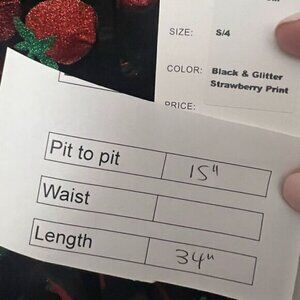 SIZE: S/4
COLOR: Black & Glitter
Strawberry Print
PRICE:
Pit to pit 15"
Waist
Length 34"